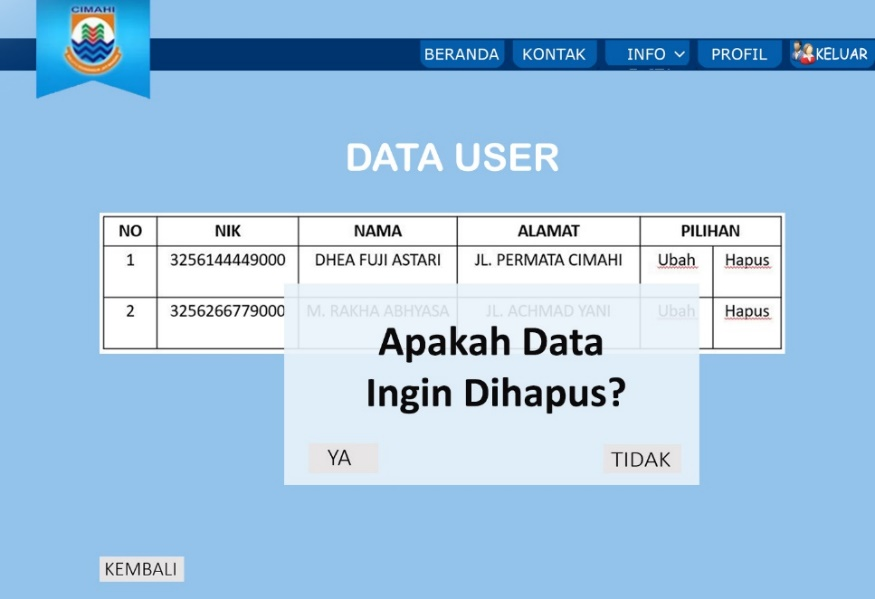 CIMAHI
BERANDA KONTAK INFO PROFIL KELUAR
DATA USER
NO NIK NAMA ALAMAT PILIHAN
1 3256144449000 DHEA FUJI ASTARI JL. PERMATA CIMAHI Ubah Hapus
2 3256266779000 M. RAKHA ABHYASA JL. ACHMAD YANI Ubah Hapus
Apakah Data
Ingin Dihapus?
YA TIDAK
KEMBALI